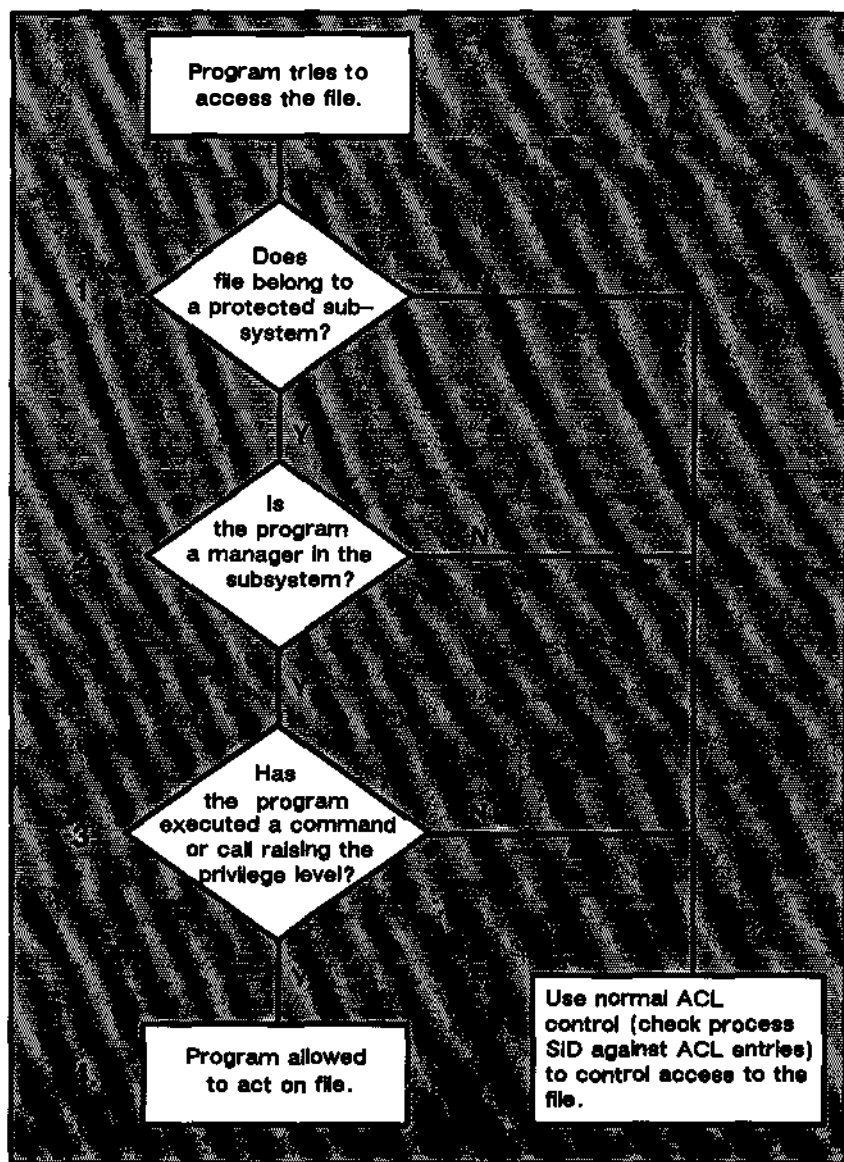 Program tries to
access the file.
1
Does
file belong to
a protected sub-
system?
Y
Is
the program
a manager in the
subsystem?
N
Y
3
Has
the program
executed a command
or call raising the
privilege level?
Program allowed
to act on file.
Use normal ACL
control (check process
SID against ACL entries)
to control access to the
file.